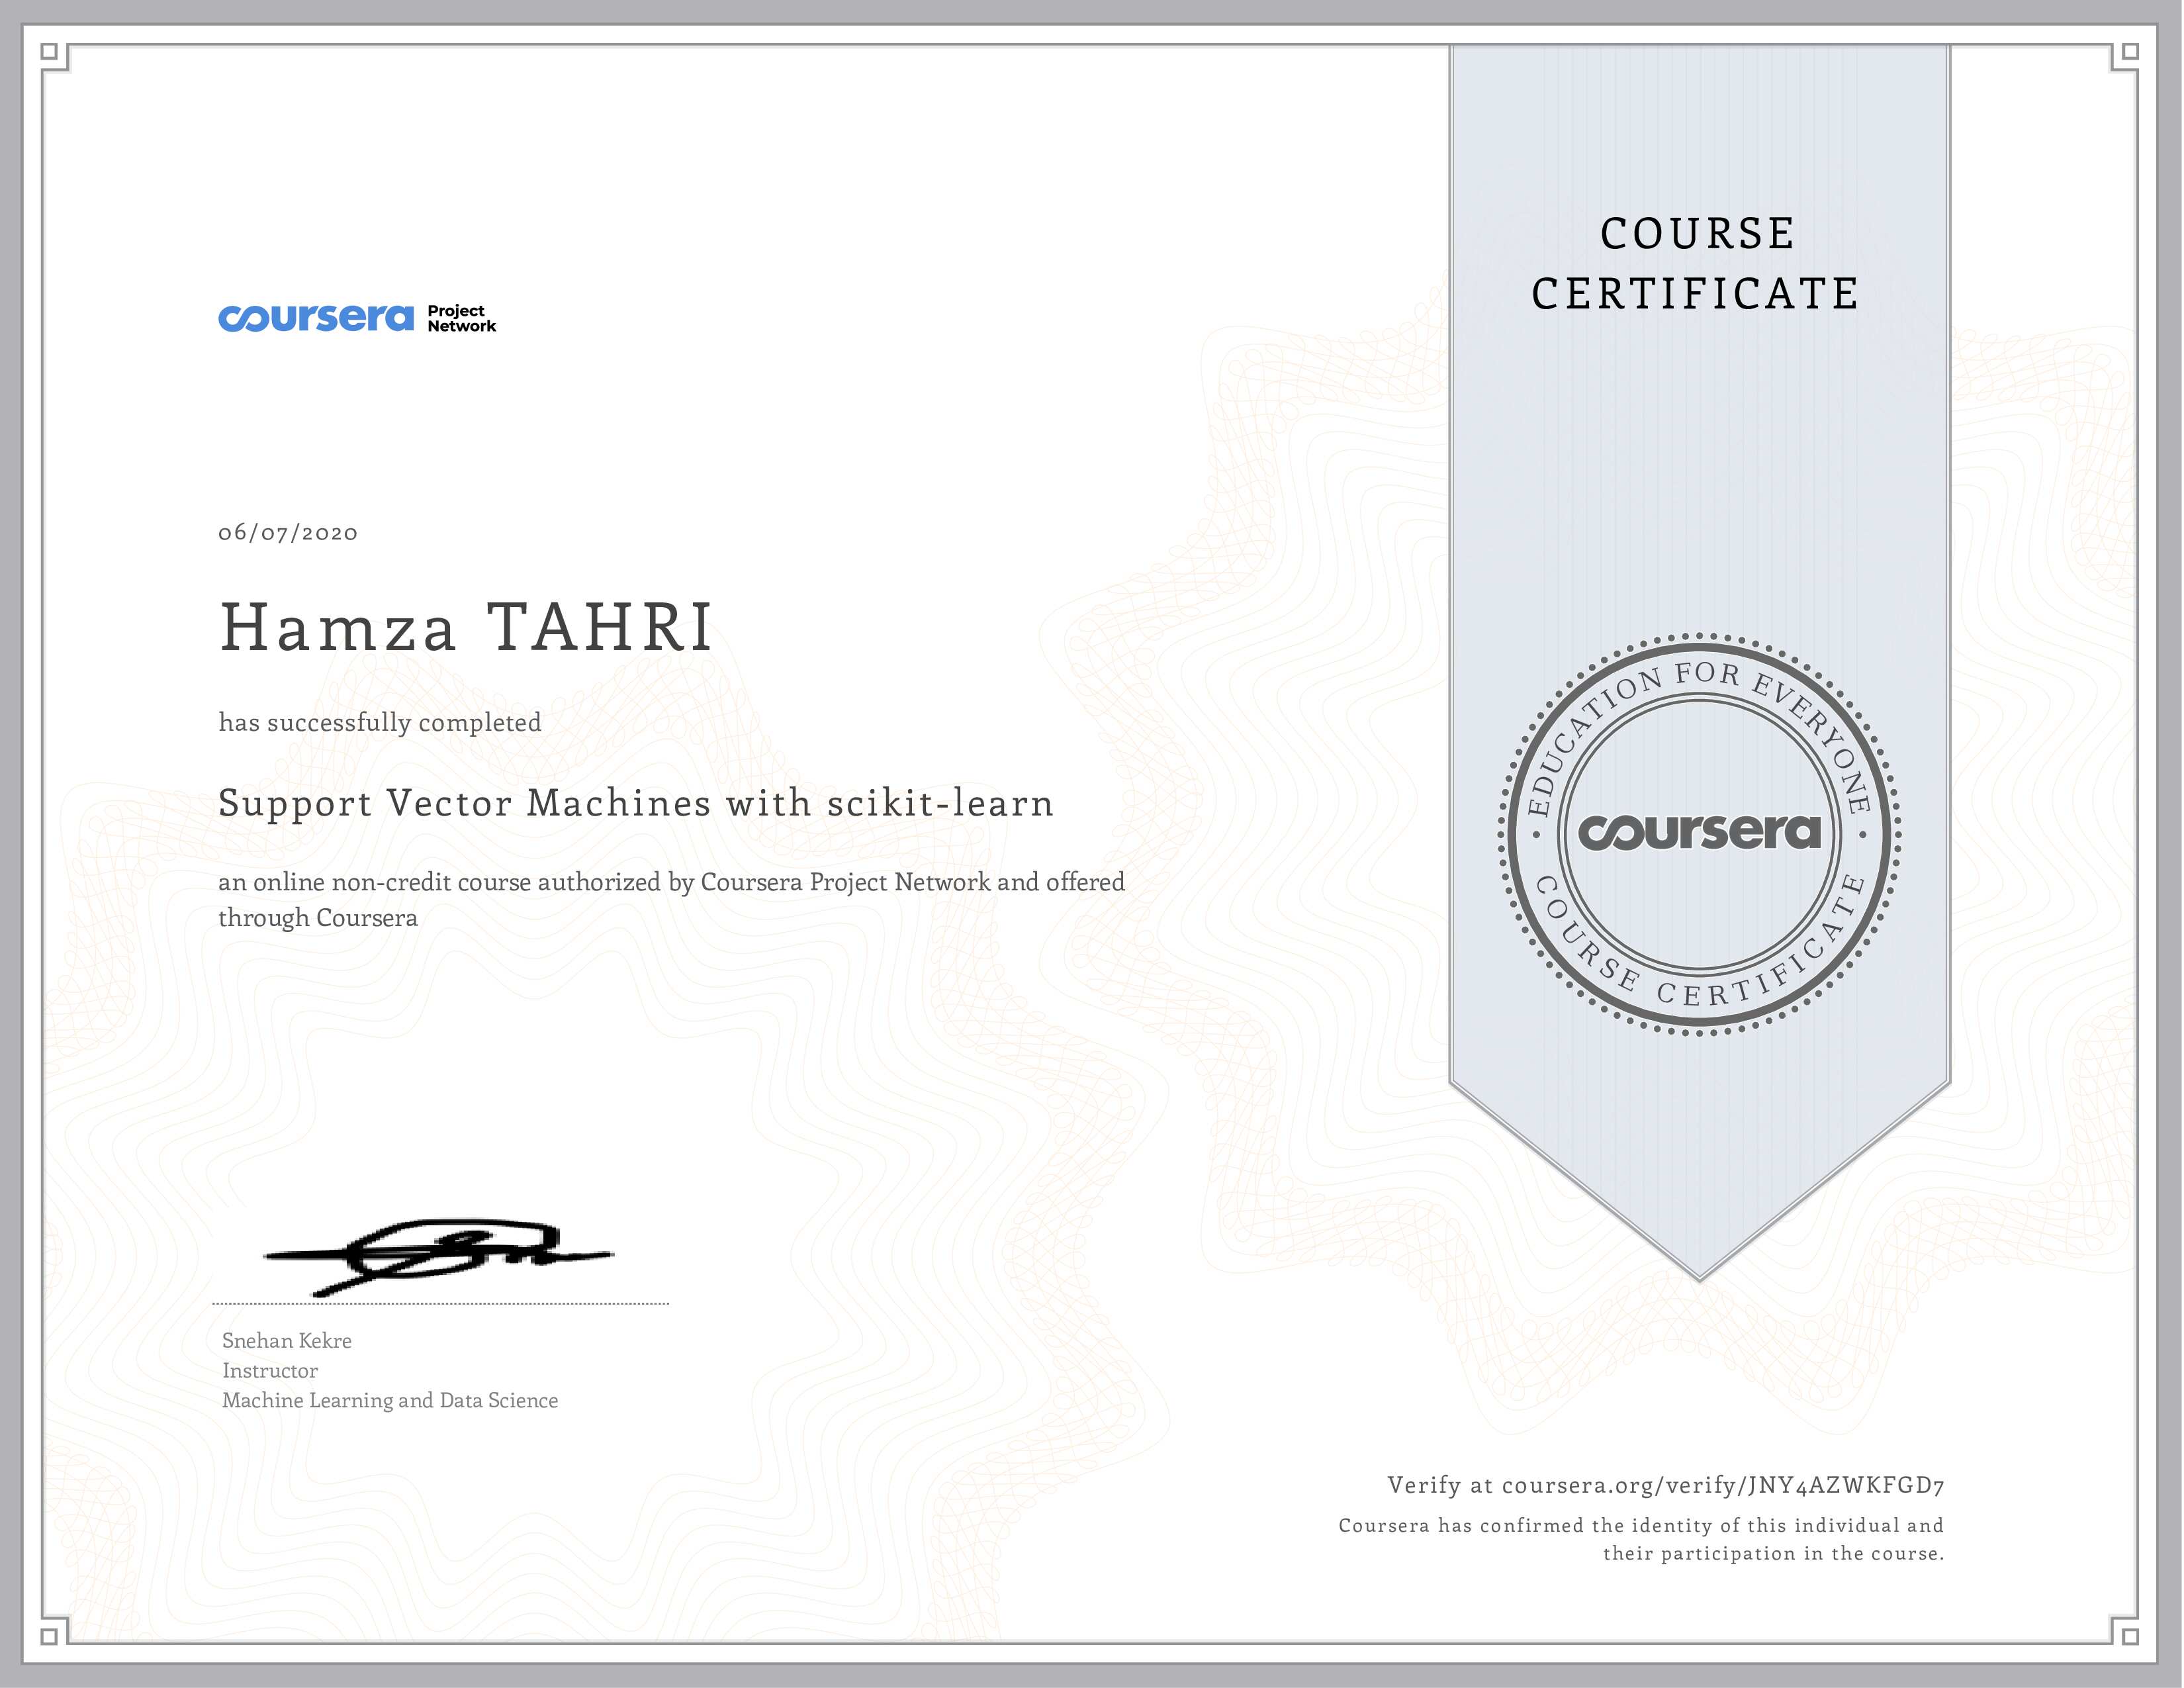 coursera Project Network
06/07/2020
Hamza TAHRI
has successfully completed
Support Vector Machines with scikit-learn
an online non-credit course authorized by Coursera Project Network and offered
through Coursera
Snehan Kekre
Instructor
Machine Learning and Data Science
COURSE
CERTIFICATE
EDUCATION FOR EVERYONE
coursera
COURSE CERTIFICATE
Verify at coursera.org/verify/JNY4AZWKFGD7
Coursera has confirmed the identity of this individual and
their participation in the course.